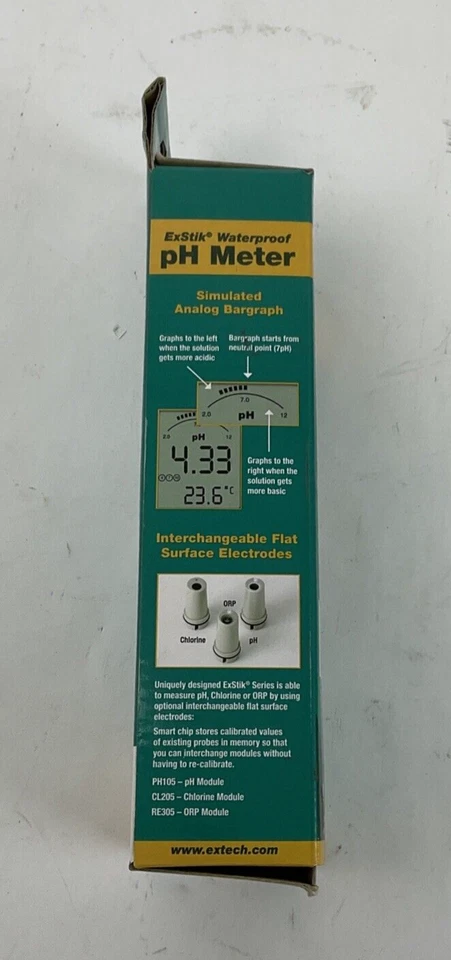 ExStik® Waterproof
pH Meter
Simulated
Analog Bargraph
Graphs to the left
when the solution
gets more acidic
Bargraph starts from
neutral point (7pH)
7.0
2.0 pH 12
2.0 pH 12
4.33
4 7 10
23.6°C
Graphs to the
right when the
solution gets
more basic
Interchangeable Flat
Surface Electrodes
ORP
Chlorine
pH
Uniquely designed ExStik® Series is able
to measure pH, Chlorine or ORP by using
optional interchangeable flat surface
electrodes:
Smart chip stores calibrated values
of existing probes in memory so that
you can interchange modules without
having to re-calibrate.
PH105 – pH Module
CL205 – Chlorine Module
RE305 – ORP Module
www.extech.com